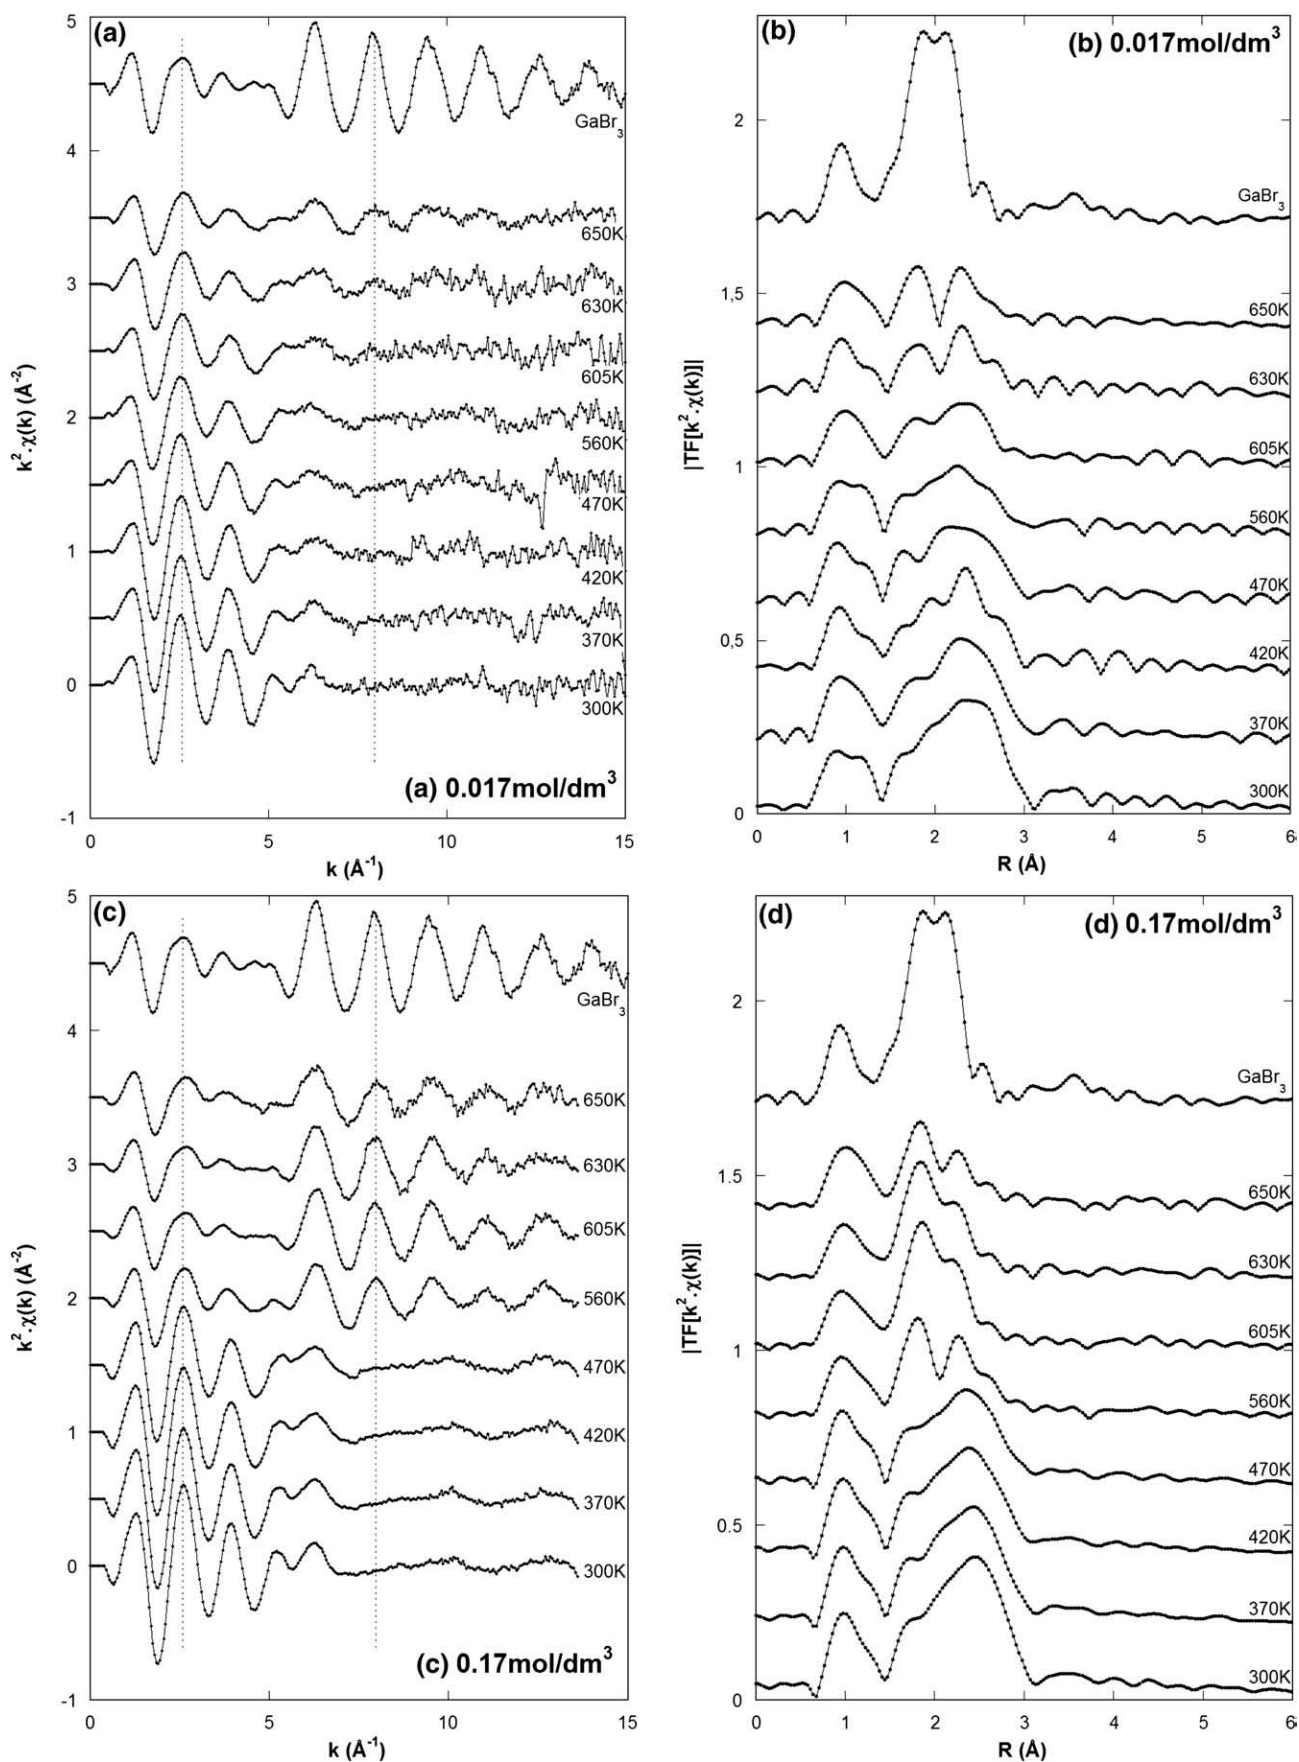 (a)
5
4
3
2
1
0
-1
k².χ(k) (Å⁻²)
GaBr₃
650K
630K
605K
560K
470K
420K
370K
300K
(a) 0.017mol/dm³
0
5
10
15
k (Å⁻¹)
(b)
(b) 0.017mol/dm³
2
1,5
1
0,5
0
|TF[k².χ(k)]|
GaBr₃
650K
630K
605K
560K
470K
420K
370K
300K
0
1
2
3
4
5
6
R (Å)
(c)
5
4
3
2
1
0
-1
k².χ(k) (Å⁻²)
GaBr₃
650K
630K
605K
560K
470K
420K
370K
300K
(c) 0.17mol/dm³
0
5
10
15
k (Å⁻¹)
(d)
(d) 0.17mol/dm³
2
1,5
1
0,5
0
|TF[k².χ(k)]|
GaBr₃
650K
630K
605K
560K
470K
420K
370K
300K
0
1
2
3
4
5
6
R (Å)